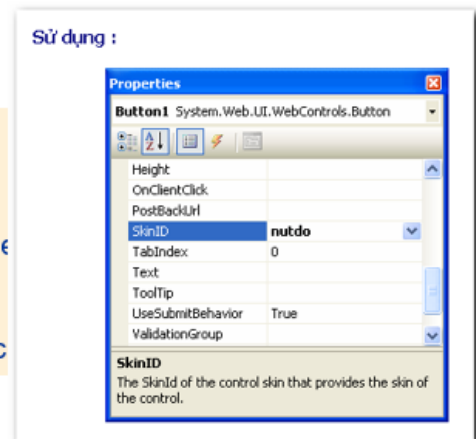 Sử dụng :
Properties
Button1 System.Web.UI.WebControls.Button
Height
OnClientClick
PostBackUrl
SkinID nutdo
TabIndex 0
Text
ToolTip
UseSubmitBehavior True
ValidationGroup
SkinID
The SkinId of the control skin that provides the skin of
the control.